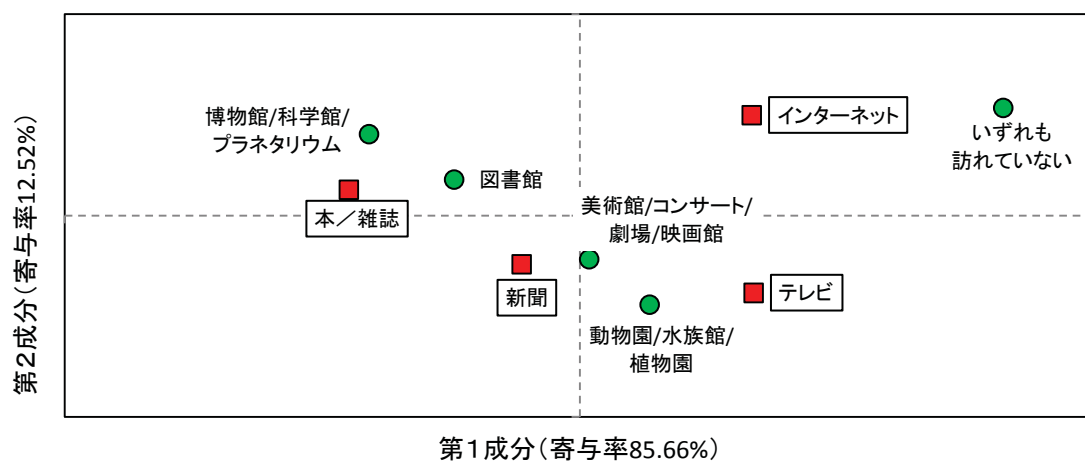 博物館/科学館/
プラネタリウム
図書館
本／雑誌
インターネット
いずれも
訪れていない
美術館/コンサート/
劇場/映画館
新聞
テレビ
動物園/水族館/
植物園
第２成分（寄与率12.52%）
第１成分（寄与率85.66%）